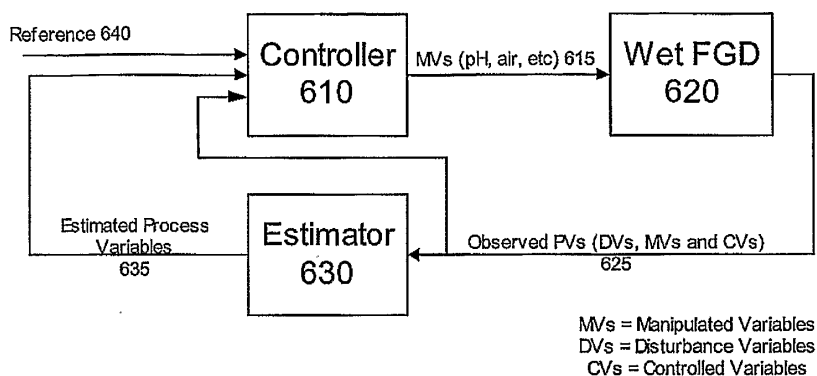 Reference 640
Controller
610
MVs (pH, air, etc) 615
Wet FGD
620
Estimated Process
Variables
635
Estimator
630
Observed PVs (DVs, MVs and CVs)
625
MVs = Manipulated Variables
DVs = Disturbance Variables
CVs = Controlled Variables